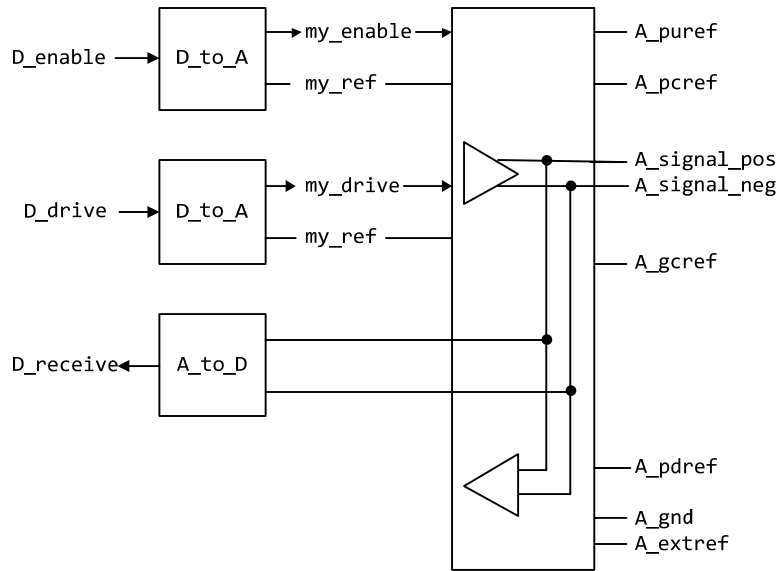 D_enable
D_to_A
my_enable
my_ref
D_drive
D_to_A
my_drive
my_ref
D_receive
A_to_D
A_puref
A_pcref
A_signal_pos
A_signal_neg
A_gcref
A_pdref
A_gnd
A_extref